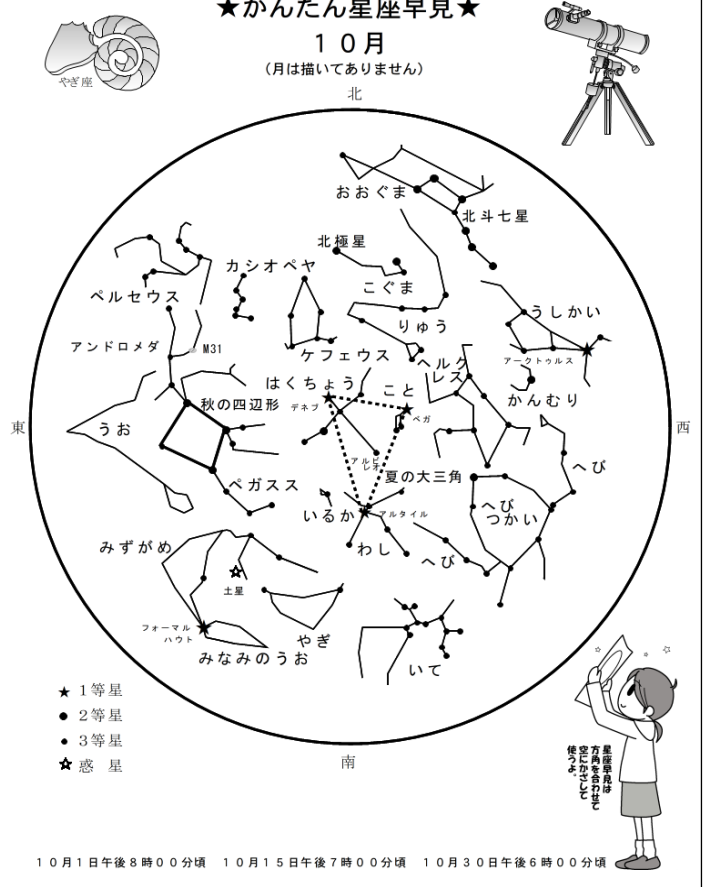 ★かんたん星座早見★
１０月
（月は描いてありません）
やぎ座
北
おおぐま
北斗七星
北極星
カシオペヤ
こぐま
ペルセウス
うしかい
りゅう
アンドロメダ
M31
ケフェウス
アークトゥルス
ヘルク
レス
はくちょう
こと
かんむり
秋の四辺形
デネブ
ベガ
東
うお
西
アルビ
レオ
夏の大三角
へび
ペガスス
へび
つかい
いるか
アルタイル
みずがめ
わし
へび
土星
フォーマル
ハウト
やぎ
みなみのうお
いて
★ １等星
● ２等星
● ３等星
☆ 惑 星
南
星座早見は
方角を合わせて
空にかざして
使うよ。
１０月１日午後８時００分頃 １０月１５日午後７時００分頃 １０月３０日午後６時００分頃